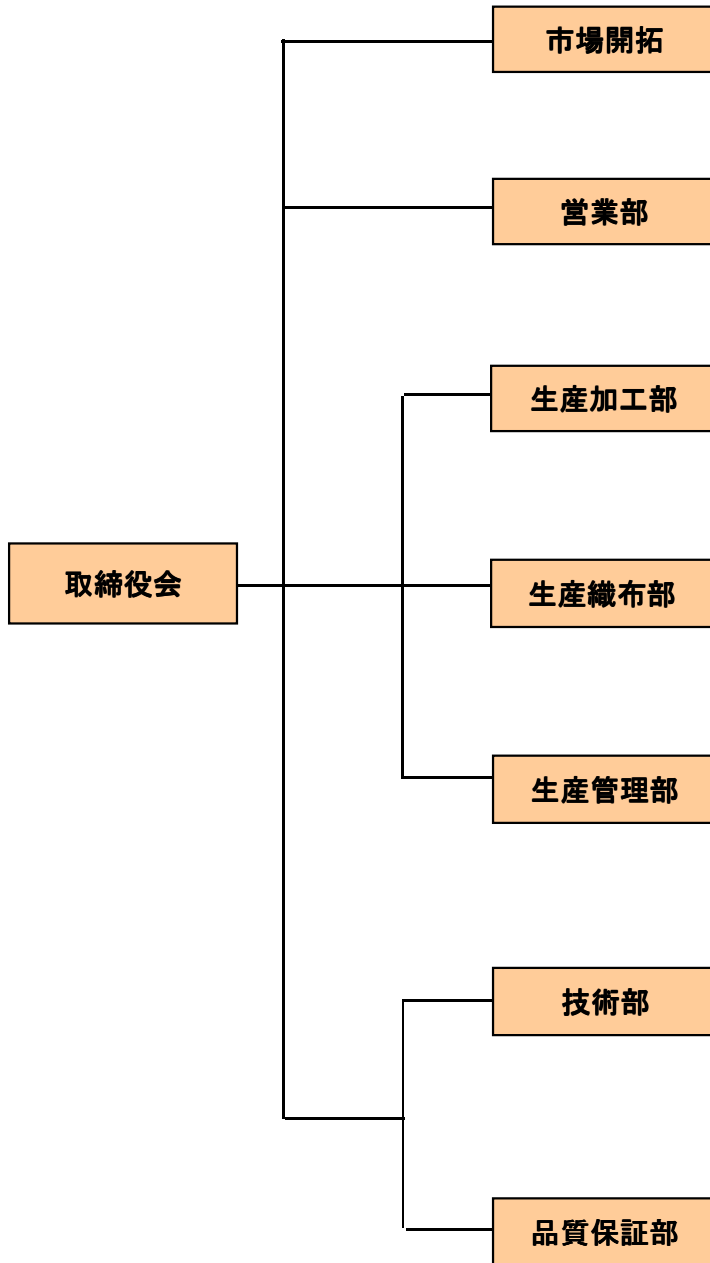 市場開拓
営業部
生産加工部
取締役会
生産織布部
生産管理部
技術部
品質保証部